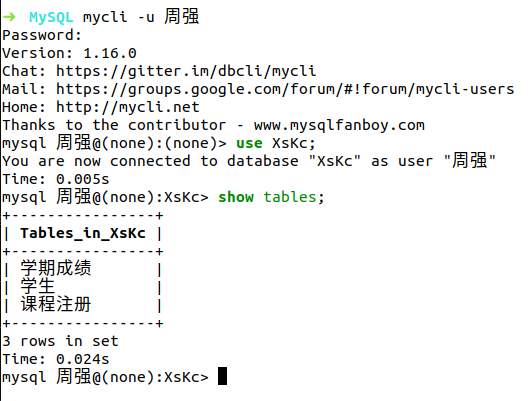 ➜ MySQL mycli -u 周强
Password:
Version: 1.16.0
Chat: https://gitter.im/dbcli/mycli
Mail: https://groups.google.com/forum/#!forum/mycli-users
Home: http://mycli.net
Thanks to the contributor - www.mysqlfanboy.com
mysql 周强@(none):(none)> use XsKc;
You are now connected to database "XsKc" as user "周强"
Time: 0.005s
mysql 周强@(none):XsKc> show tables;
+----------------+
| Tables_in_XsKc |
+----------------+
| 学期成绩 |
| 学生 |
| 课程注册 |
+----------------+
3 rows in set
Time: 0.024s
mysql 周强@(none):XsKc>